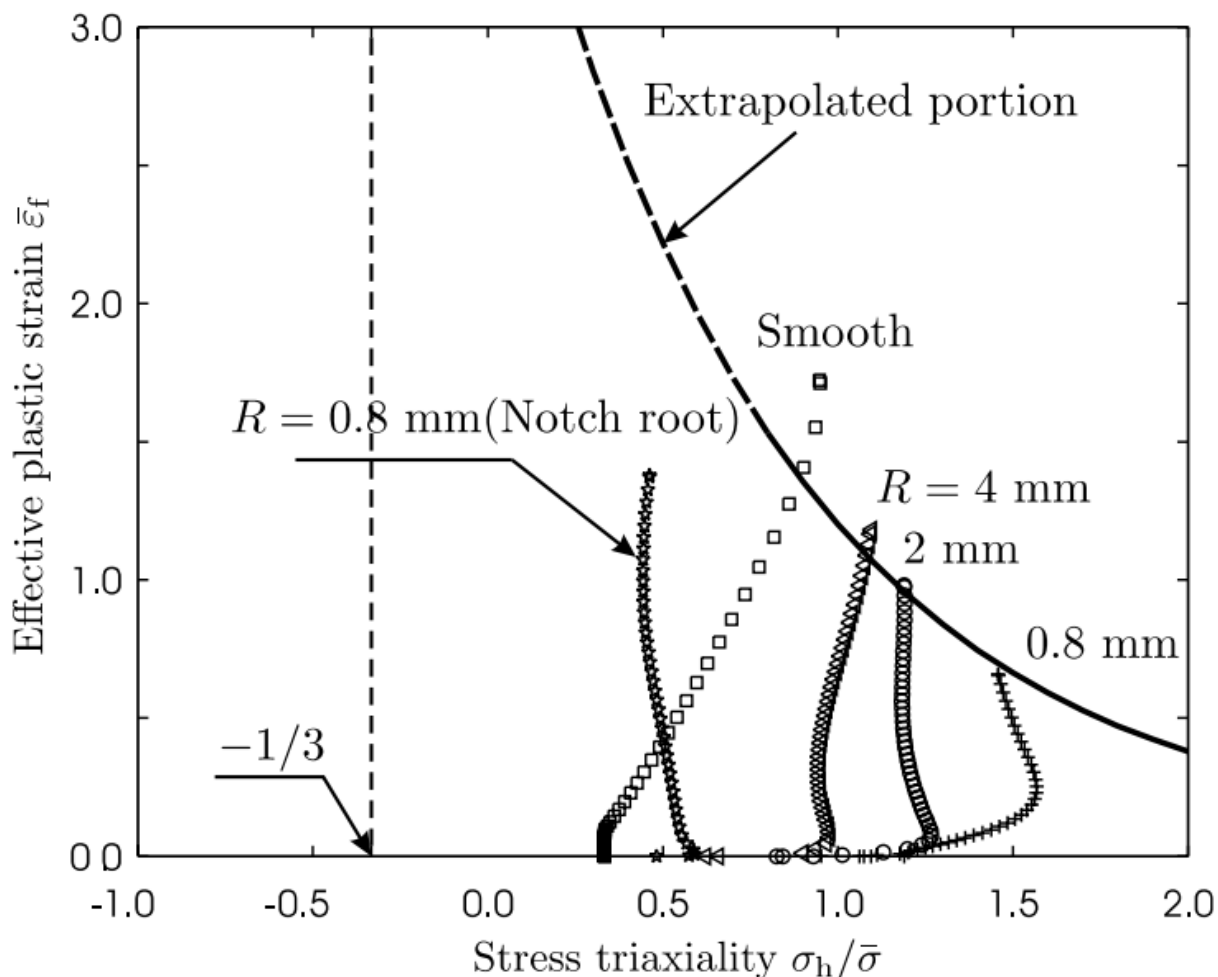 3.0
Extrapolated portion
Effective plastic strain ε̄f
2.0
Smooth
R = 0.8 mm(Notch root)
R = 4 mm
1.0
2 mm
0.8 mm
−1/3
0.0
-1.0 -0.5 0.0 0.5 1.0 1.5 2.0
Stress triaxiality σh/σ̄